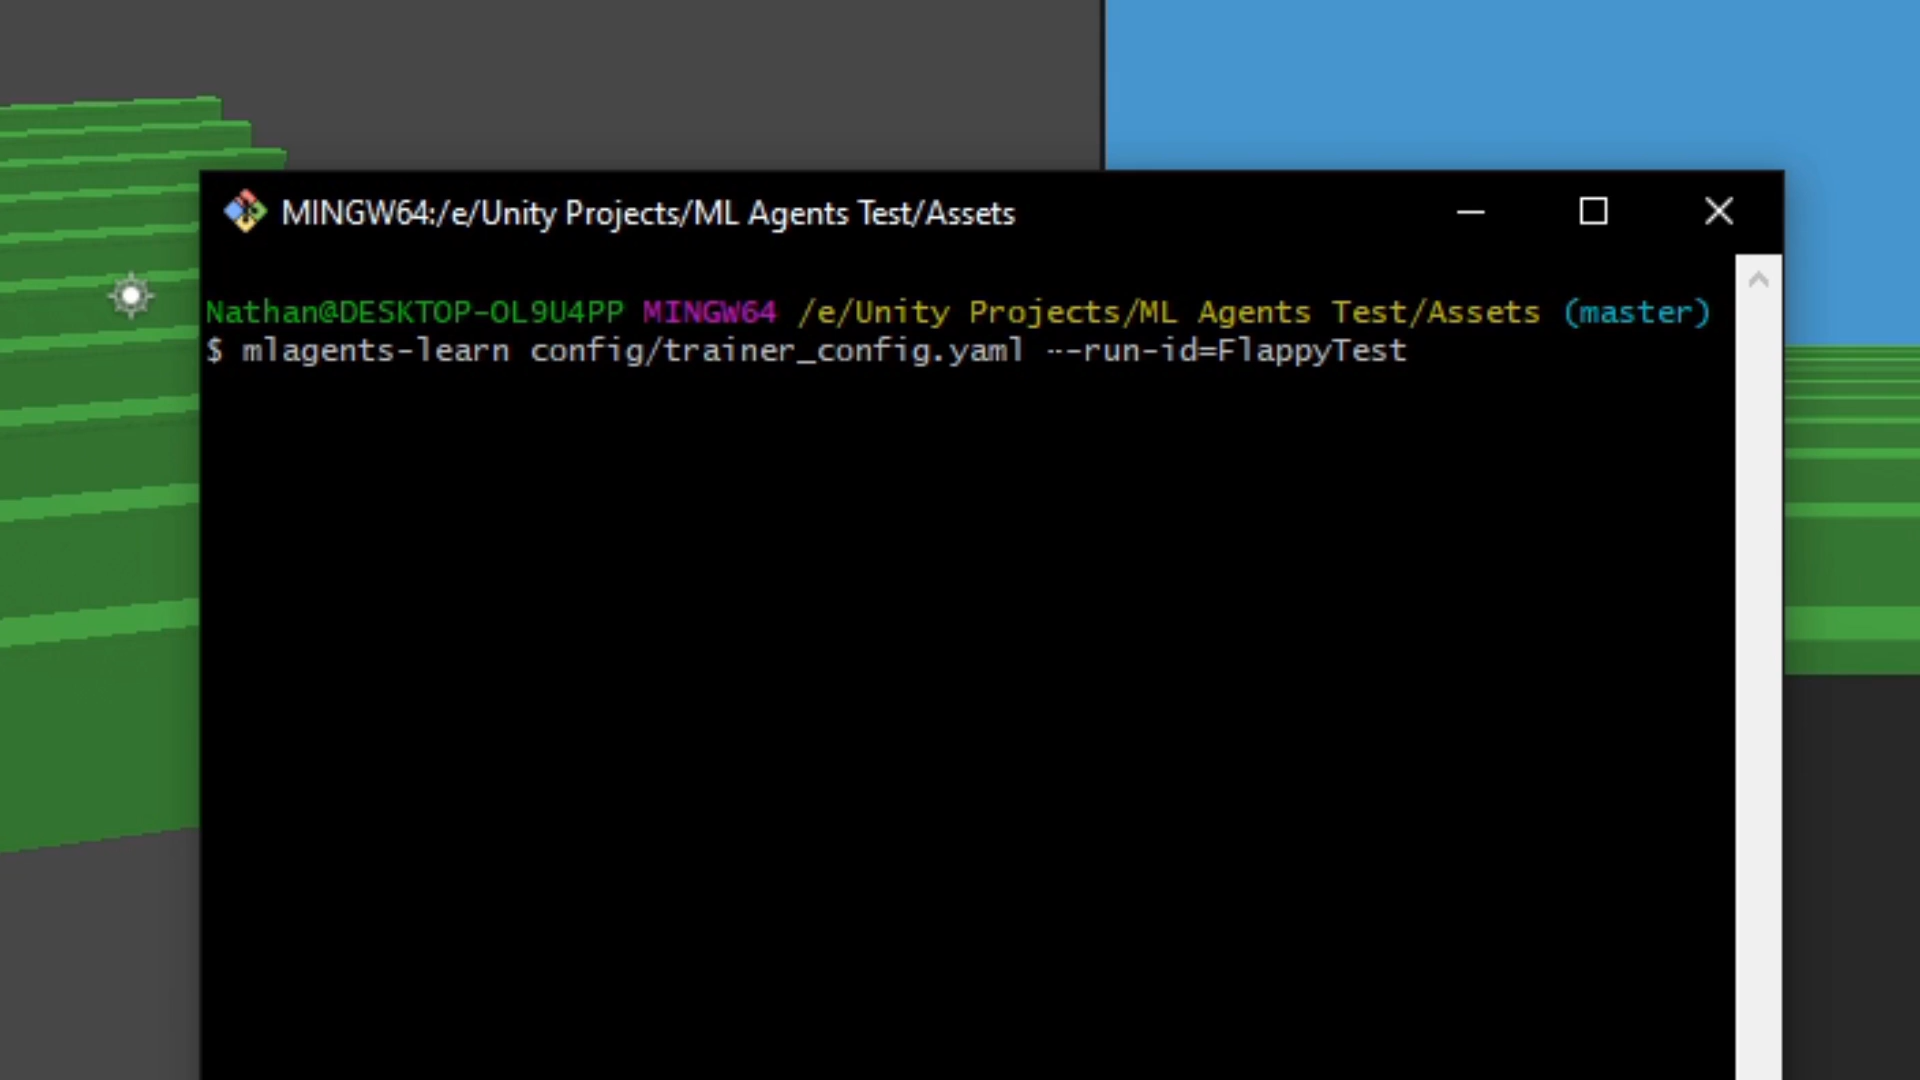 MINGW64:/e/Unity Projects/ML Agents Test/Assets
Nathan@DESKTOP-OL9U4PP MINGW64 /e/Unity Projects/ML Agents Test/Assets (master)
$ mlagents-learn config/trainer_config.yaml --run-id=FlappyTest